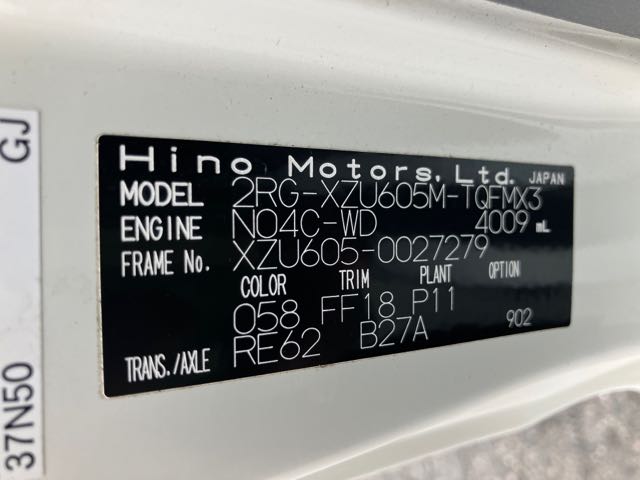 Hino Motors, Ltd. JAPAN
MODEL 2RG-XZU605M-TQFMX3
ENGINE N04C-WD 4009 mL
FRAME No. XZU605-0027279
COLOR TRIM PLANT OPTION
058 FF18 P11
TRANS./AXLE RE62 B27A 902
37N50 GJ